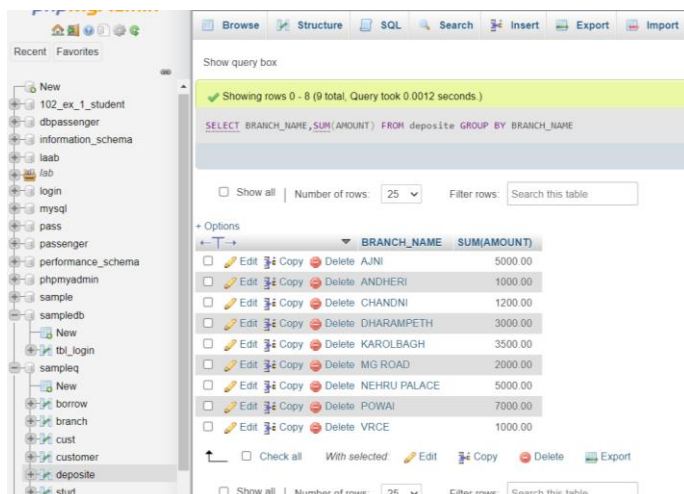 phpMyAdmin
Recent Favorites
New
102_ex_1_student
dbpassenger
information_schema
laab
lab
login
mysql
pass
passenger
performance_schema
phpmyadmin
sample
sampledb
New
tbl_login
sampleq
New
borrow
branch
cust
customer
deposite
stud
Browse Structure SQL Search Insert Export Import
Show query box
Showing rows 0 - 8 (9 total, Query took 0.0012 seconds.)
SELECT BRANCH_NAME,SUM(AMOUNT) FROM deposite GROUP BY BRANCH_NAME
Show all | Number of rows: 25 Filter rows: Search this table
+ Options
←T→ BRANCH_NAME SUM(AMOUNT)
Edit Copy Delete AJNI 5000.00
Edit Copy Delete ANDHERI 1000.00
Edit Copy Delete CHANDNI 1200.00
Edit Copy Delete DHARAMPETH 3000.00
Edit Copy Delete KAROLBAGH 3500.00
Edit Copy Delete MG ROAD 2000.00
Edit Copy Delete NEHRU PALACE 5000.00
Edit Copy Delete POWAI 7000.00
Edit Copy Delete VRCE 1000.00
Check all With selected: Edit Copy Delete Export
Show all | Number of rows: 25 Filter rows: Search this table